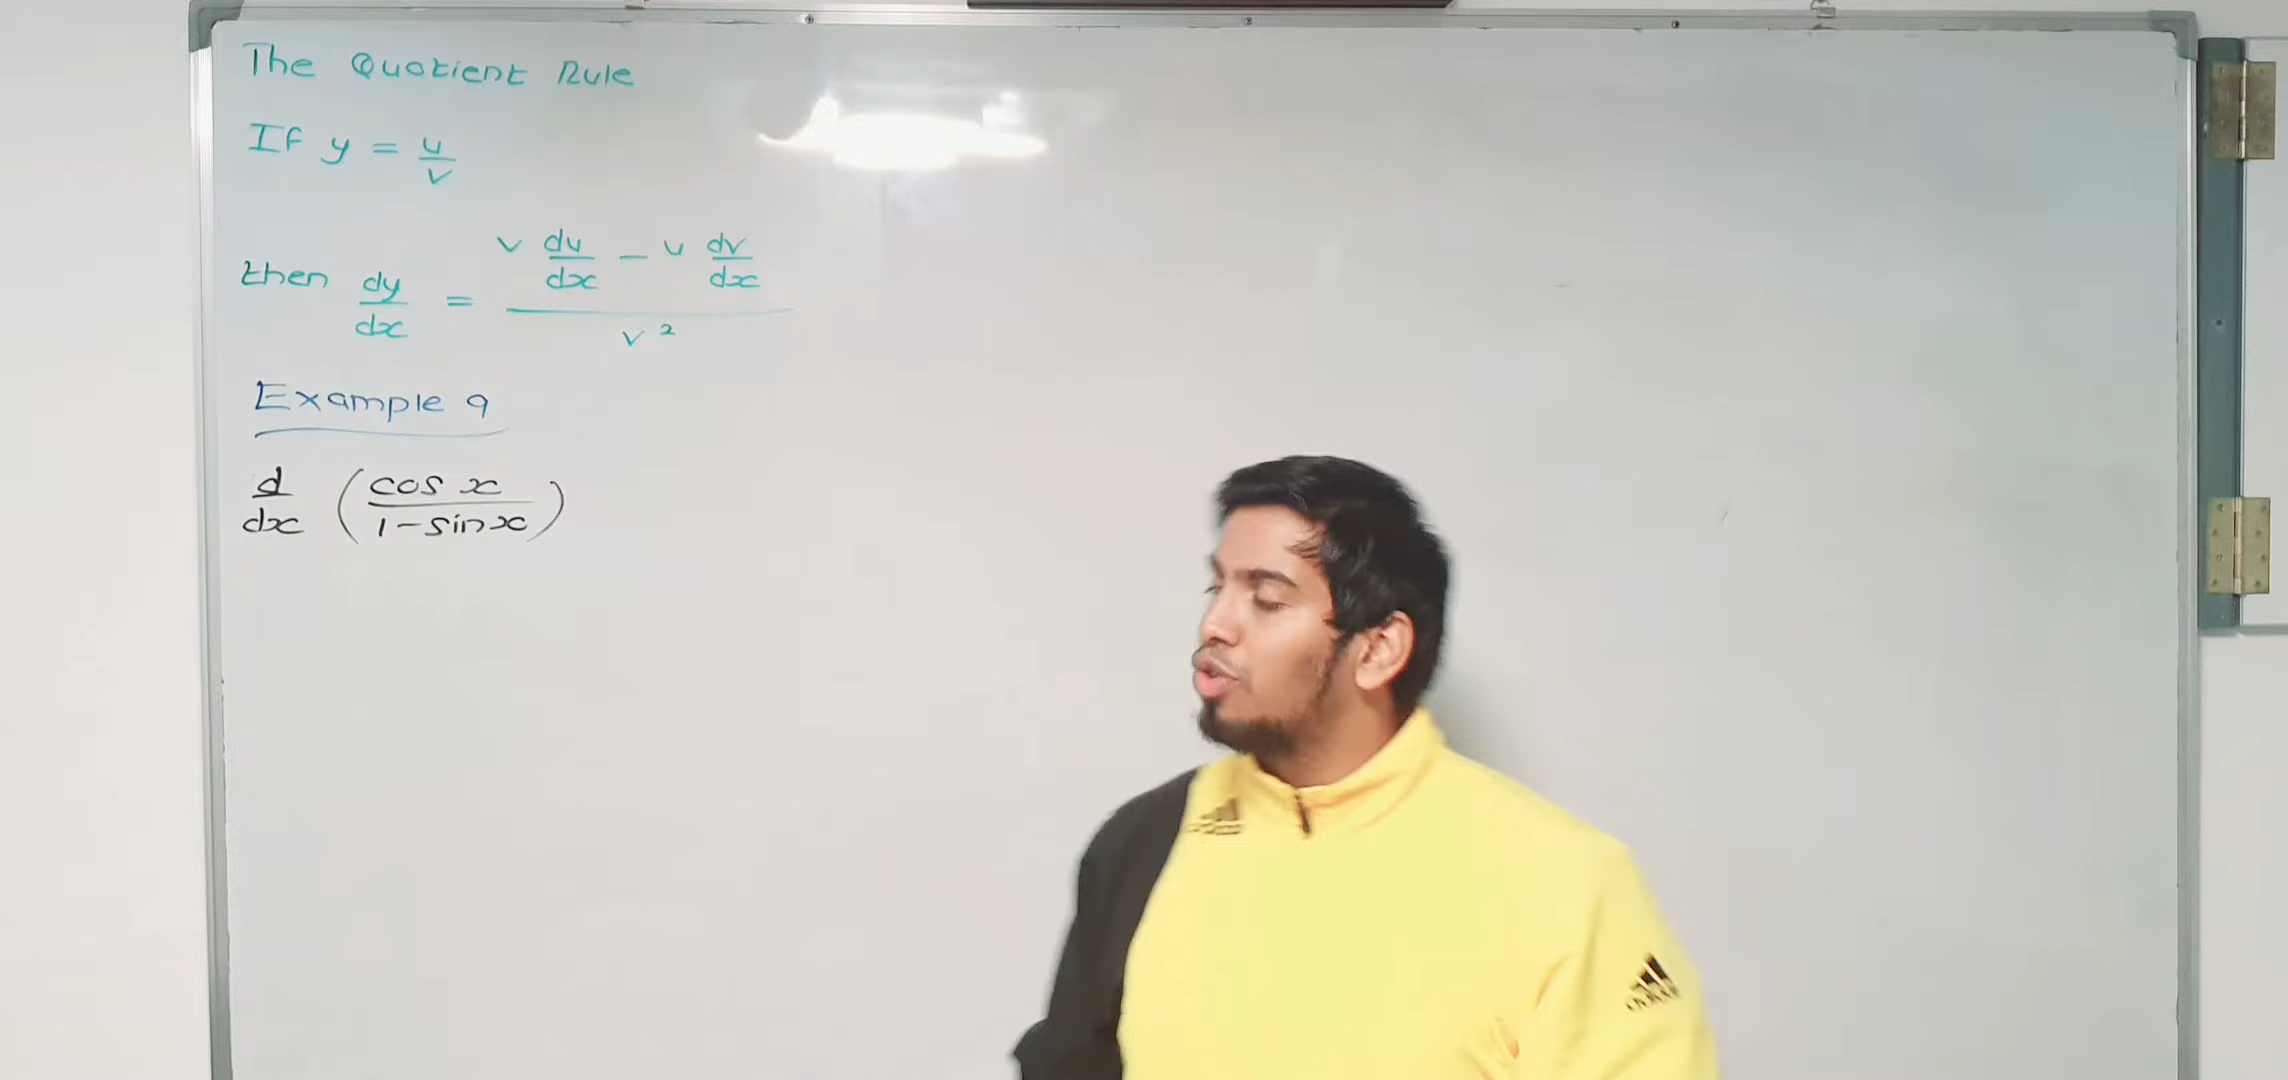 The Quotient Rule
If y = u/v
then dy/dx = (v du/dx - u dv/dx)/v²
Example 9
d/dx (cos x/(1 - sin x))